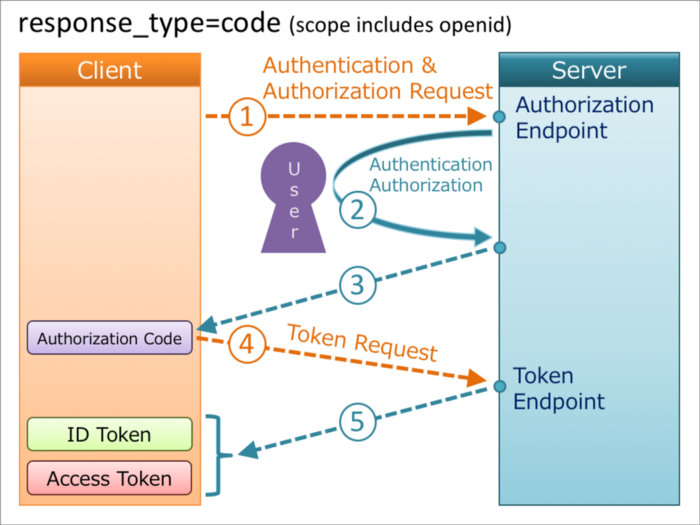 response_type=code (scope includes openid)
Client
Authentication &
Authorization Request
Server
1
Authorization
Endpoint
User
Authentication
Authorization
2
3
Authorization Code
4
Token Request
Token
Endpoint
5
ID Token
Access Token